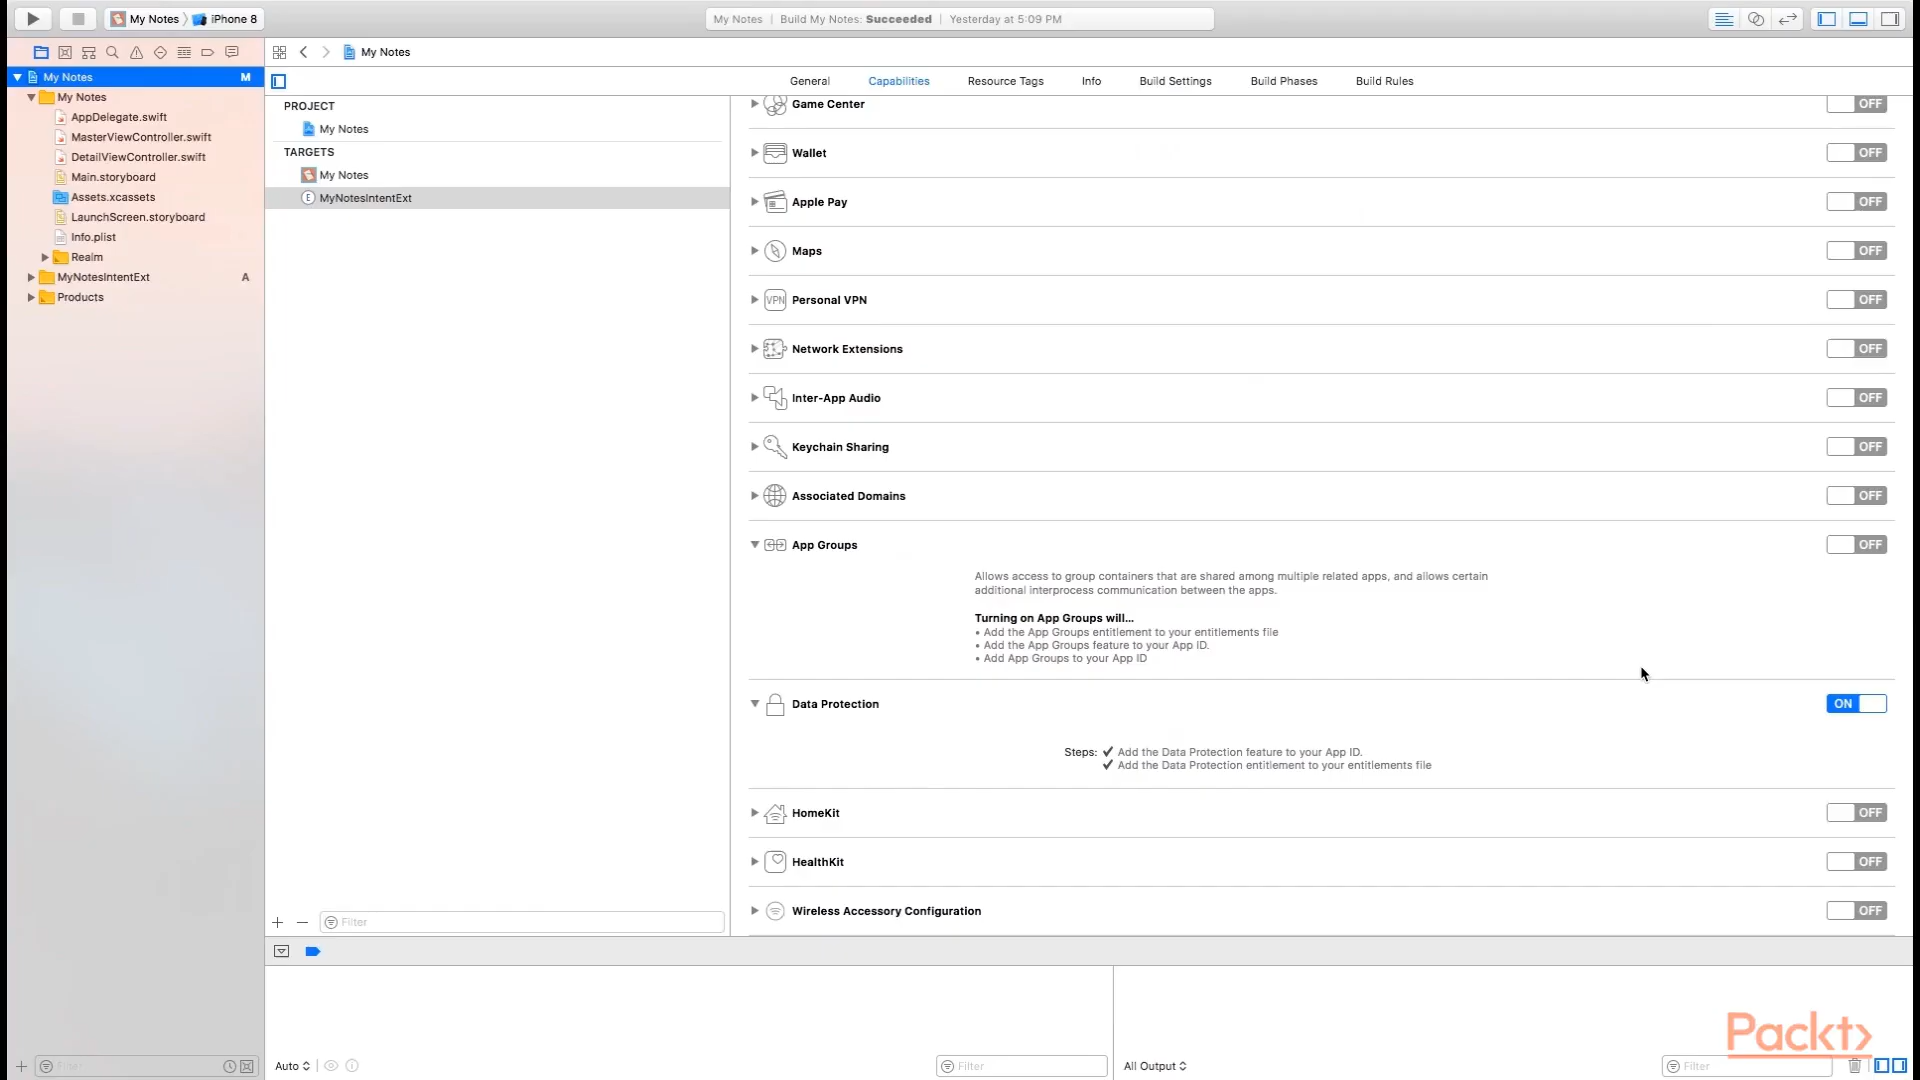 My Notes iPhone 8
My Notes | Build My Notes: Succeeded | Yesterday at 5:09 PM
My Notes
My Notes M
General Capabilities Resource Tags Info Build Settings Build Phases Build Rules
My Notes
AppDelegate.swift
MasterViewController.swift
DetailViewController.swift
Main.storyboard
Assets.xcassets
LaunchScreen.storyboard
Info.plist
Realm
MyNotesIntentExt A
Products
PROJECT
My Notes
TARGETS
My Notes
E MyNotesIntentExt
Game Center OFF
Wallet OFF
Apple Pay OFF
Maps OFF
VPN Personal VPN OFF
Network Extensions OFF
Inter-App Audio OFF
Keychain Sharing OFF
Associated Domains OFF
App Groups OFF
Allows access to group containers that are shared among multiple related apps, and allows certain
additional interprocess communication between the apps.
Turning on App Groups will...
• Add the App Groups entitlement to your entitlements file
• Add the App Groups feature to your App ID.
• Add App Groups to your App ID
Data Protection ON
Steps: ✓ Add the Data Protection feature to your App ID.
✓ Add the Data Protection entitlement to your entitlements file
HomeKit OFF
HealthKit OFF
Wireless Accessory Configuration OFF
Filter
Packt>
Filter
Auto
Filter
All Output
Filter